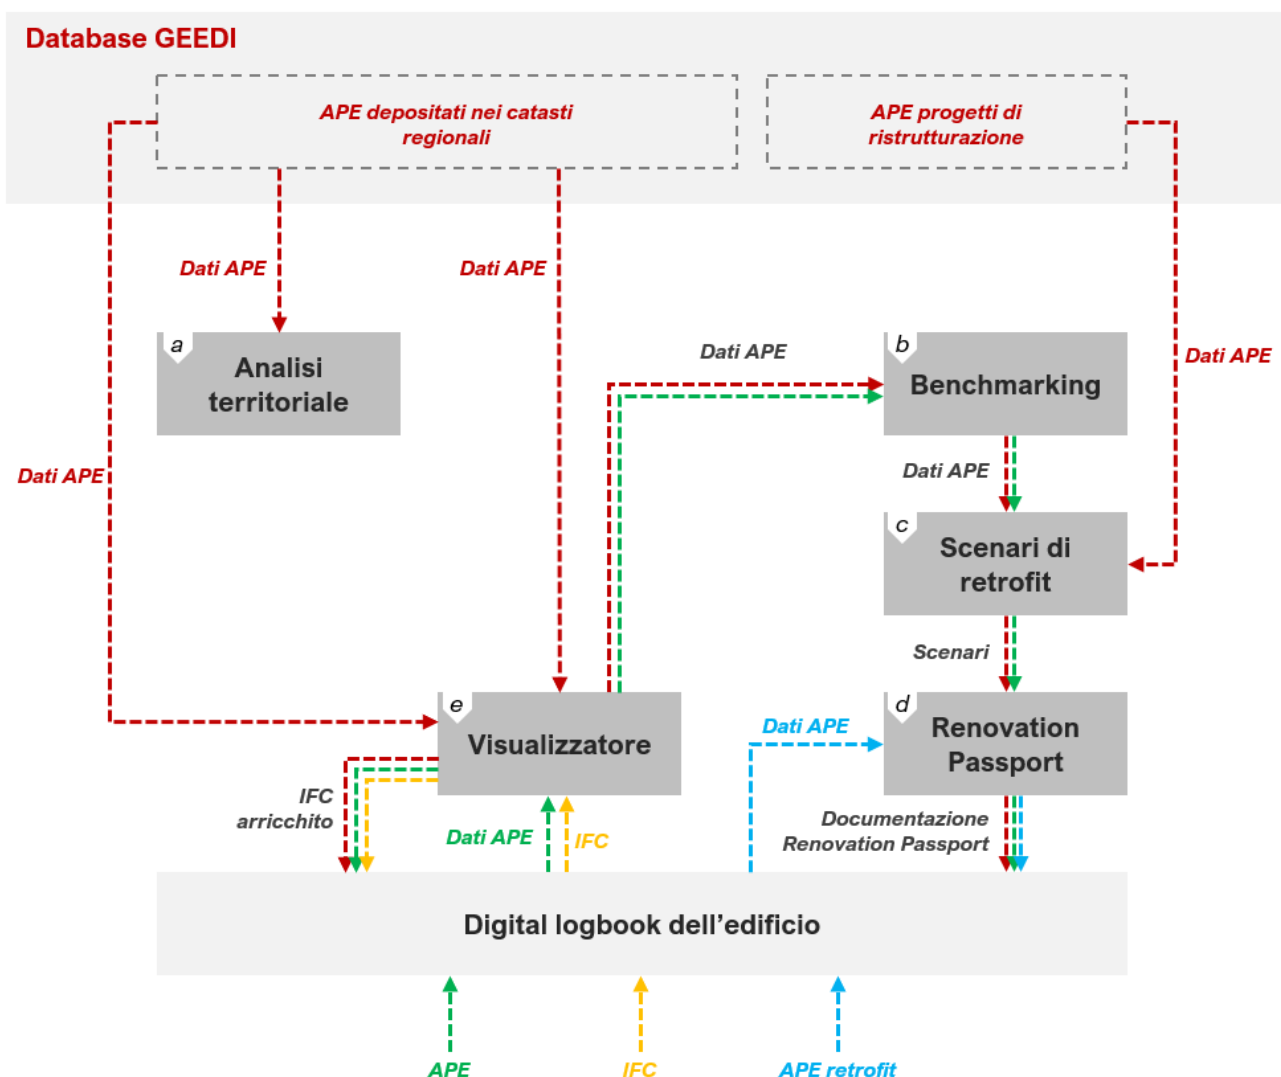 Database GEEDI
APE depositati nei catasti
regionali
APE progetti di
ristrutturazione
Dati APE
Dati APE
a
Analisi
territoriale
Dati APE
b
Benchmarking
Dati APE
Dati APE
Dati APE
c
Scenari di
retrofit
Scenari
e
Visualizzatore
Dati APE
d
Renovation
Passport
IFC
arricchito
Dati APE
IFC
Documentazione
Renovation Passport
Digital logbook dell’edificio
APE
IFC
APE retrofit